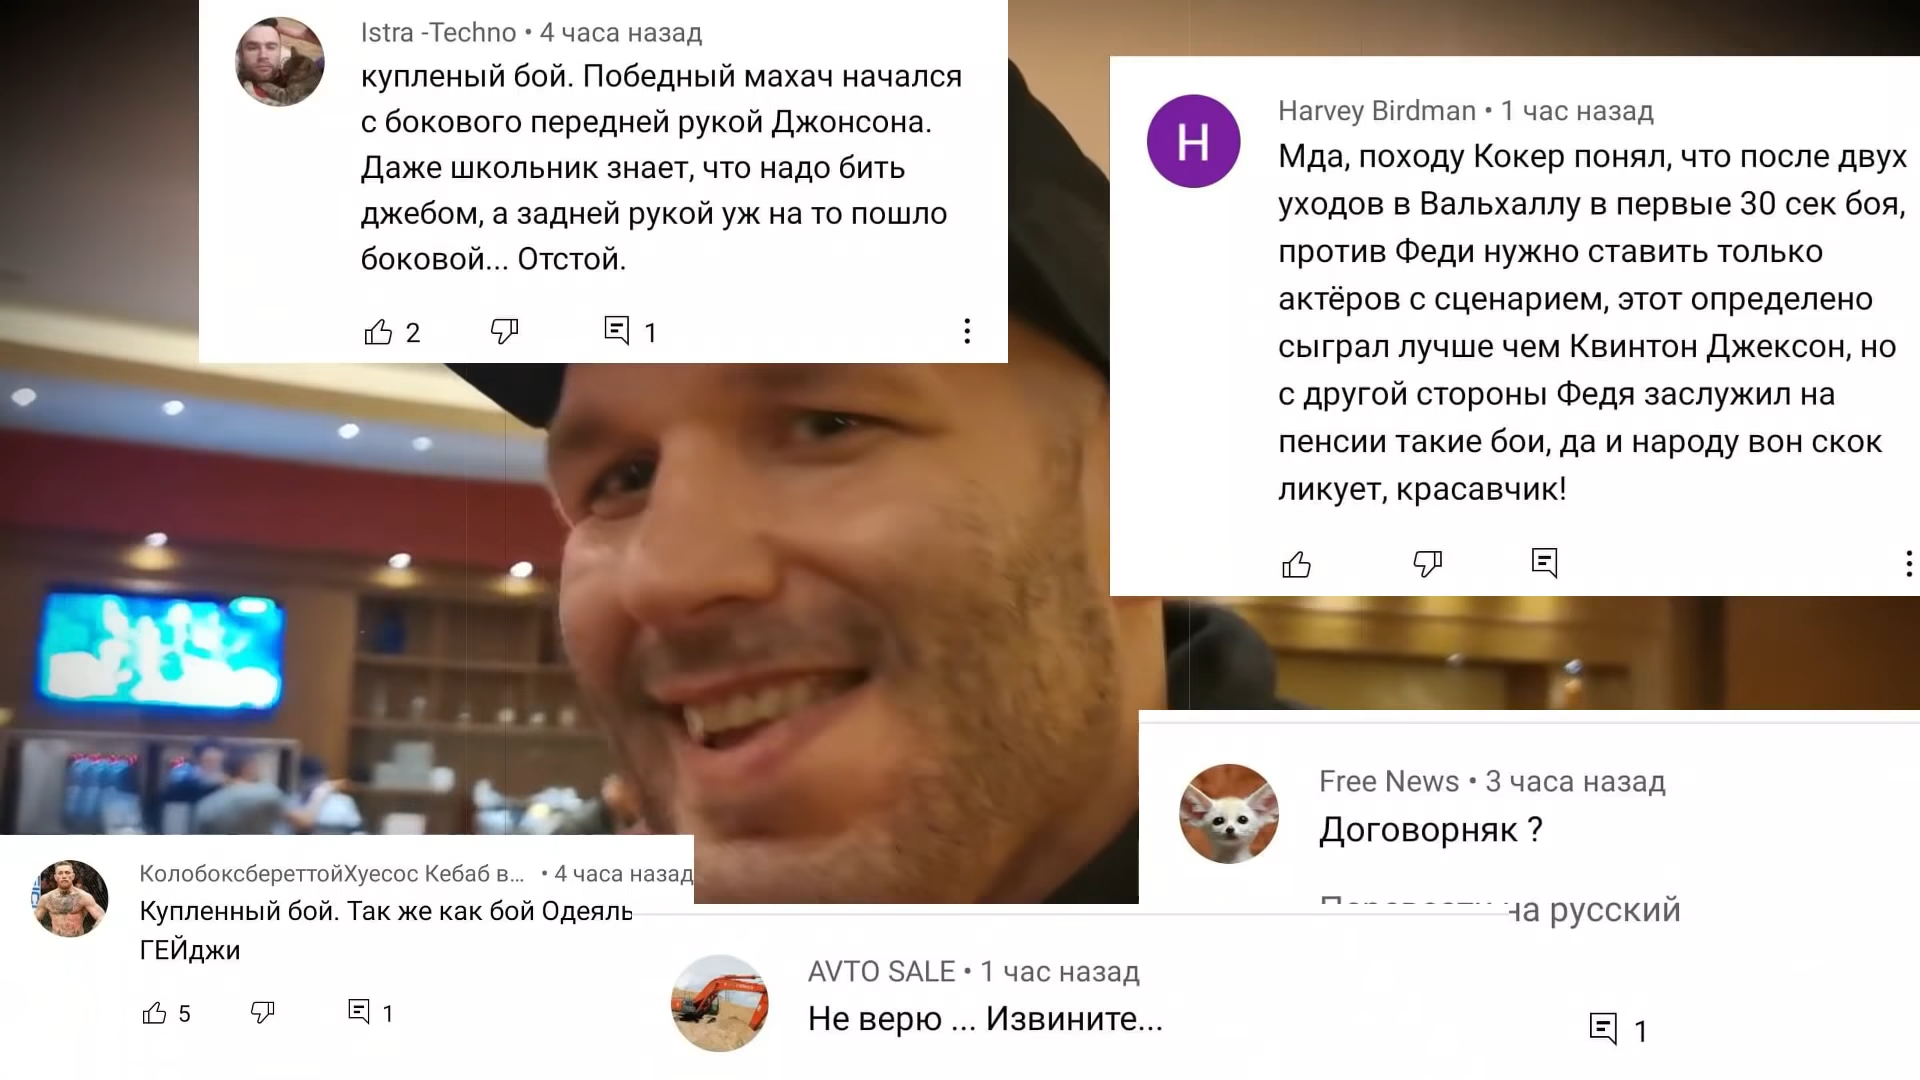 Istra -Techno • 4 часа назад
купленый бой. Победный махач начался
с бокового передней рукой Джонсона.
Даже школьник знает, что надо бить
джебом, а задней рукой уж на то пошло
боковой... Отстой.
2
1
Harvey Birdman • 1 час назад
Мда, походу Кокер понял, что после двух
уходов в Вальхаллу в первые 30 сек боя,
против Феди нужно ставить только
актёров с сценарием, этот определено
сыграл лучше чем Квинтон Джексон, но
с другой стороны Федя заслужил на
пенсии такие бои, да и народу вон скок
ликует, красавчик!
H
Free News • 3 часа назад
Договорняк ?
на русский
1
КолобоксбереттойХуесос Кебаб в... • 4 часа назад
Купленный бой. Так же как бой Одеяль
ГЕЙджи
5
1
AVTO SALE • 1 час назад
Не верю ... Извините...